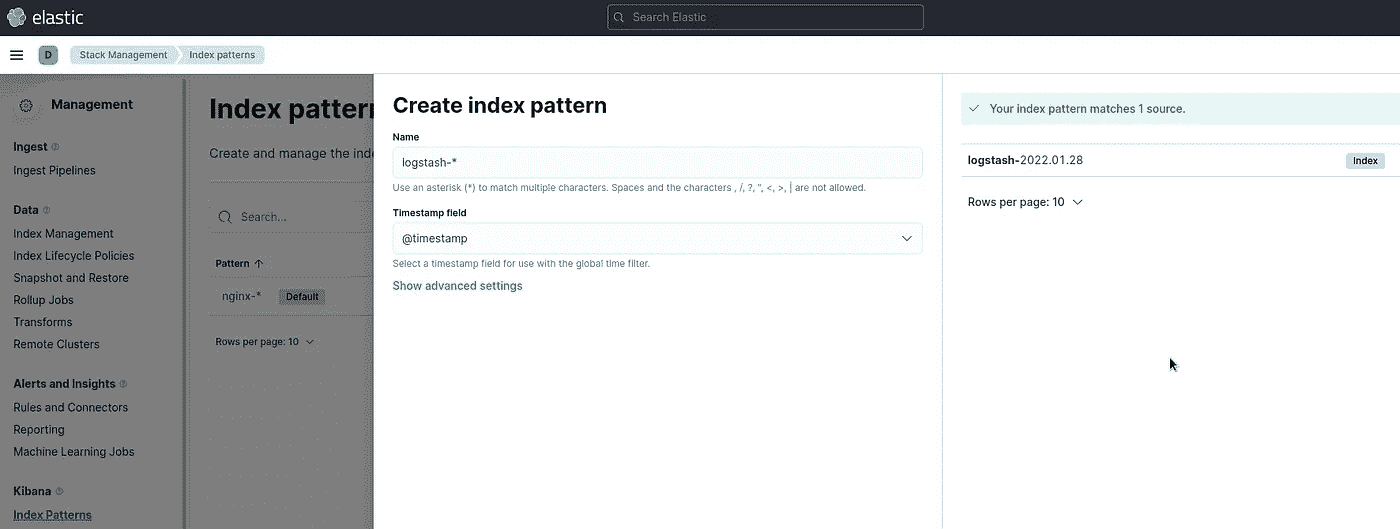 elastic
Search Elastic
D
Stack Management
Index patterns
Management
Ingest
Ingest Pipelines
Data
Index Management
Index Lifecycle Policies
Snapshot and Restore
Rollup Jobs
Transforms
Remote Clusters
Alerts and Insights
Rules and Connectors
Reporting
Machine Learning Jobs
Kibana
Index Patterns
Index pattern
Create and manage the inde
Search...
Pattern
nginx-* Default
Rows per page: 10
Create index pattern
Name
logstash-*
Use an asterisk (*) to match multiple characters. Spaces and the characters , /, ?, ", <, >, | are not allowed.
Timestamp field
@timestamp
Select a timestamp field for use with the global time filter.
Show advanced settings
Your index pattern matches 1 source.
logstash-2022.01.28 Index
Rows per page: 10